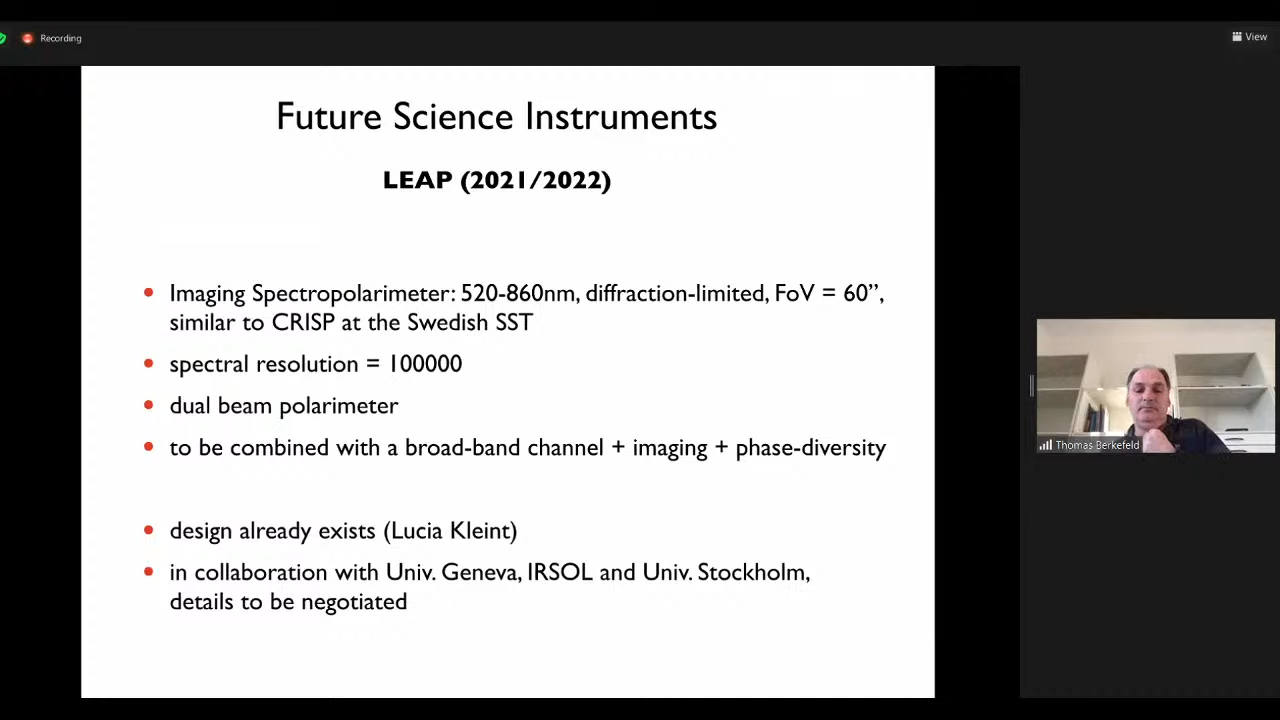 Recording
View
Future Science Instruments
LEAP (2021/2022)
• Imaging Spectropolarimeter: 520-860nm, diffraction-limited, FoV = 60”,
similar to CRISP at the Swedish SST
• spectral resolution = 100000
• dual beam polarimeter
• to be combined with a broad-band channel + imaging + phase-diversity
• design already exists (Lucia Kleint)
• in collaboration with Univ. Geneva, IRSOL and Univ. Stockholm,
details to be negotiated
Thomas Berkefeld